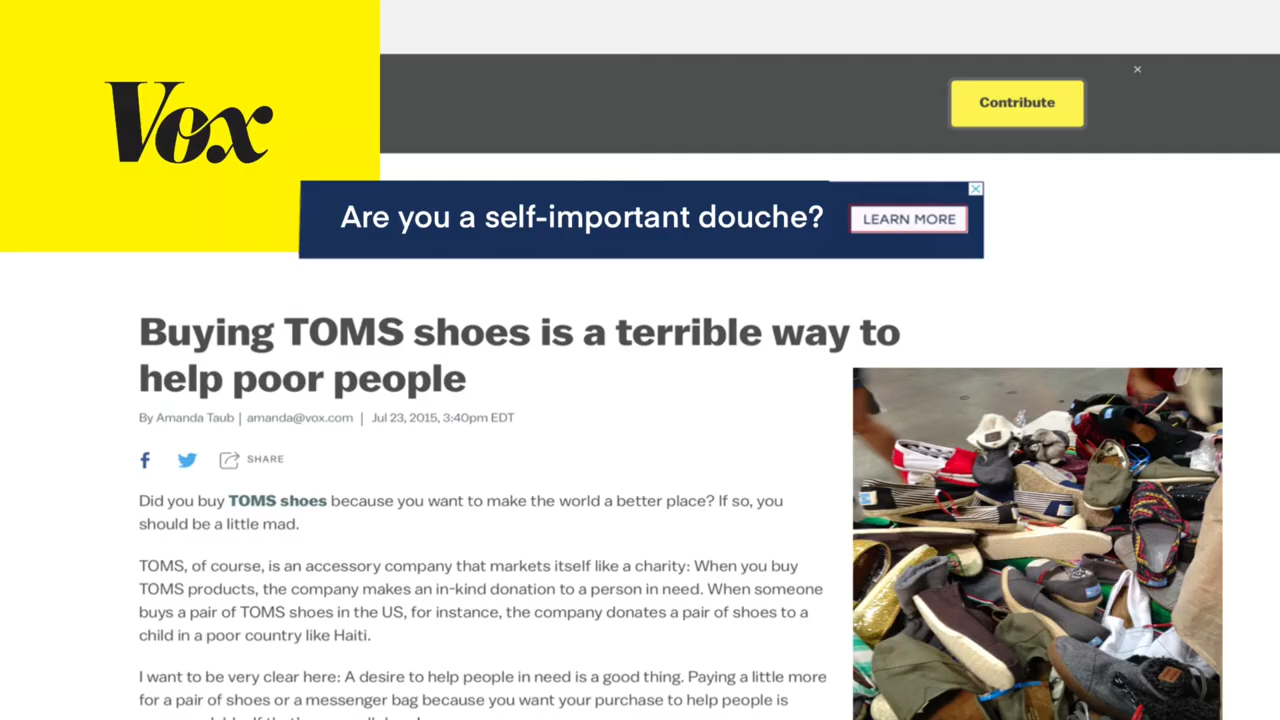 Vox
Contribute
Are you a self-important douche?
LEARN MORE
Buying TOMS shoes is a terrible way to
help poor people
By Amanda Taub | amanda@vox.com | Jul 23, 2015, 3:40pm EDT
SHARE
Did you buy TOMS shoes because you want to make the world a better place? If so, you
should be a little mad.
TOMS, of course, is an accessory company that markets itself like a charity: When you buy
TOMS products, the company makes an in-kind donation to a person in need. When someone
buys a pair of TOMS shoes in the US, for instance, the company donates a pair of shoes to a
child in a poor country like Haiti.
I want to be very clear here: A desire to help people in need is a good thing. Paying a little more
for a pair of shoes or a messenger bag because you want your purchase to help people is